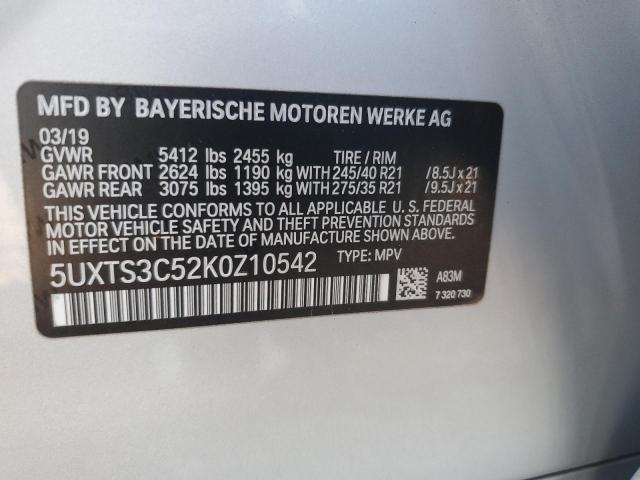 MFD BY BAYERISCHE MOTOREN WERKE AG
03/19
GVWR 5412 lbs 2455 kg TIRE / RIM
GAWR FRONT 2624 lbs 1190 kg WITH 245/40 R21 /8.5J x 21
GAWR REAR 3075 lbs 1395 kg WITH 275/35 R21 /9.5J x 21
THIS VEHICLE CONFORMS TO ALL APPLICABLE U. S. FEDERAL
MOTOR VEHICLE SAFETY AND THEFT PREVENTION STANDARDS
IN EFFECT ON THE DATE OF MANUFACTURE SHOWN ABOVE.
5UXTS3C52K0Z10542 TYPE: MPV
A83M
7 320 730